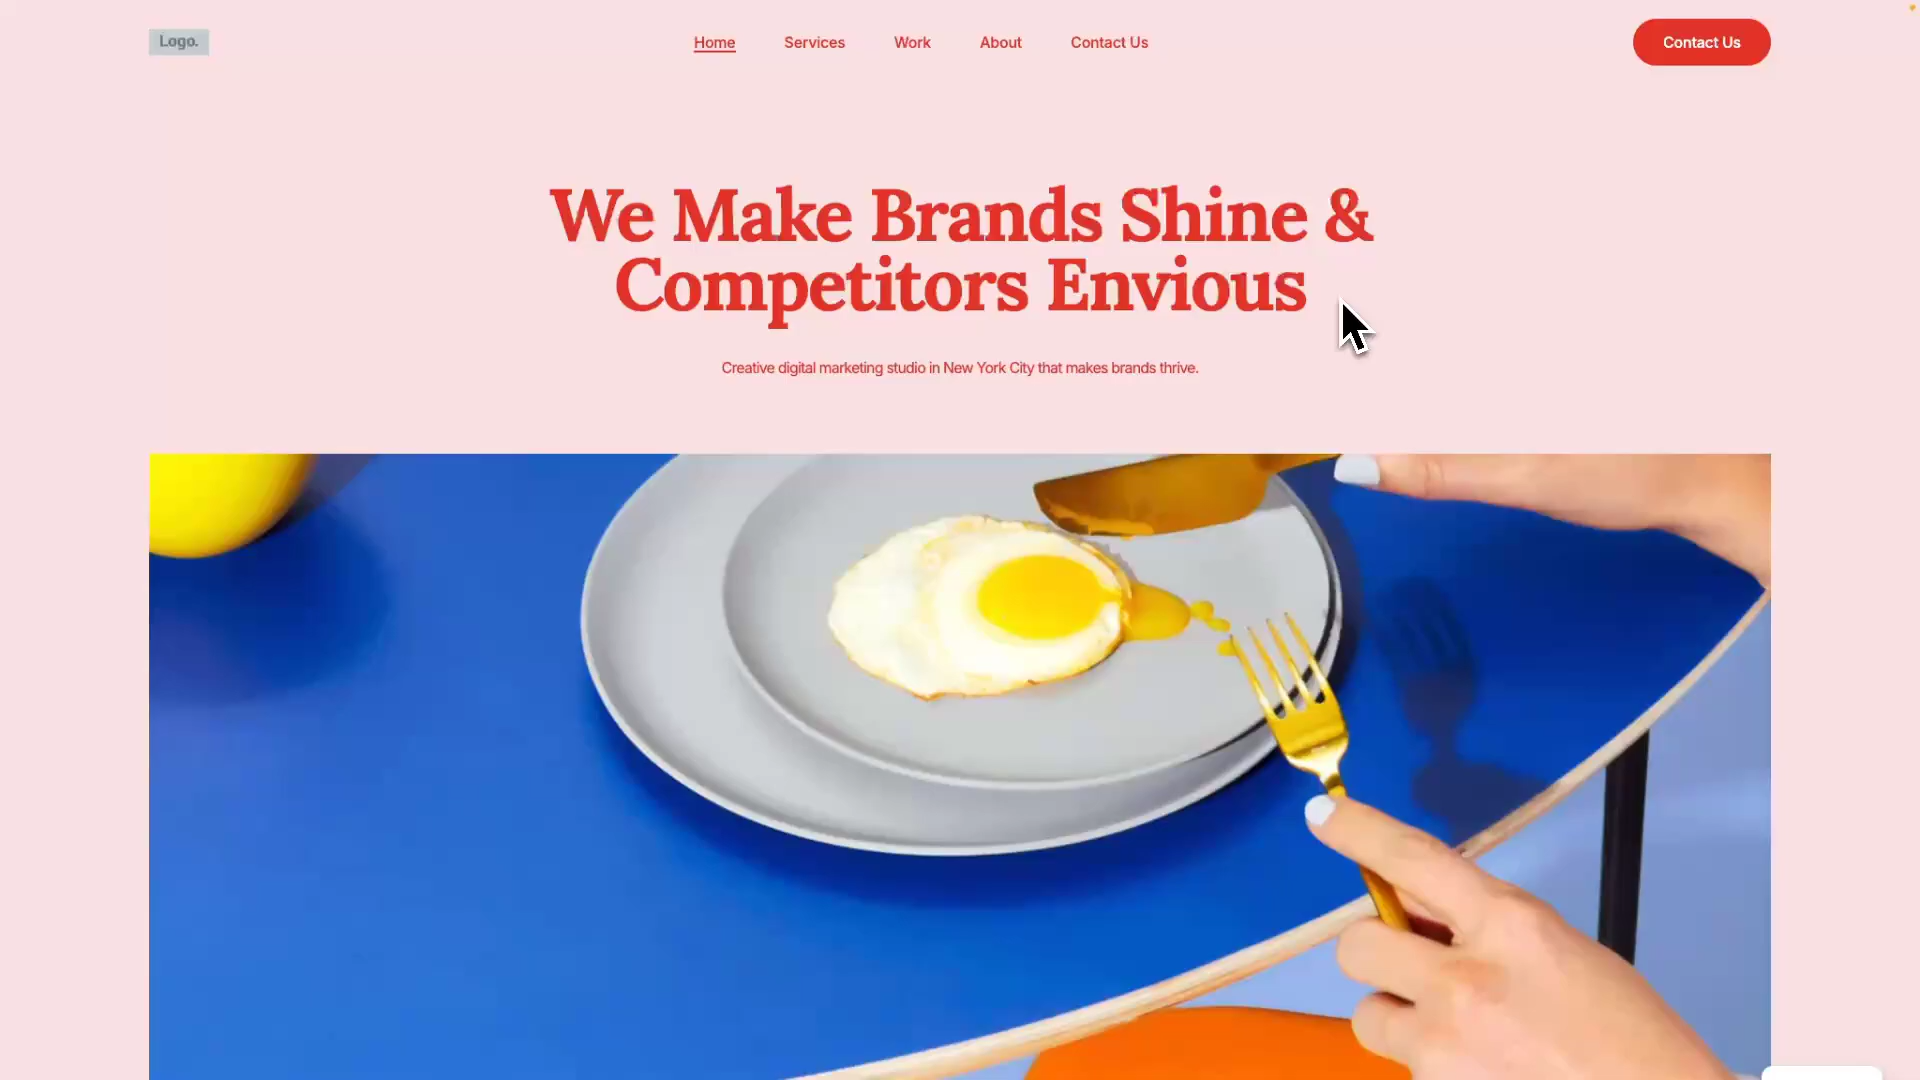 Logo.
Home
Services
Work
About
Contact Us
Contact Us
We Make Brands Shine &
Competitors Envious
Creative digital marketing studio in New York City that makes brands thrive.